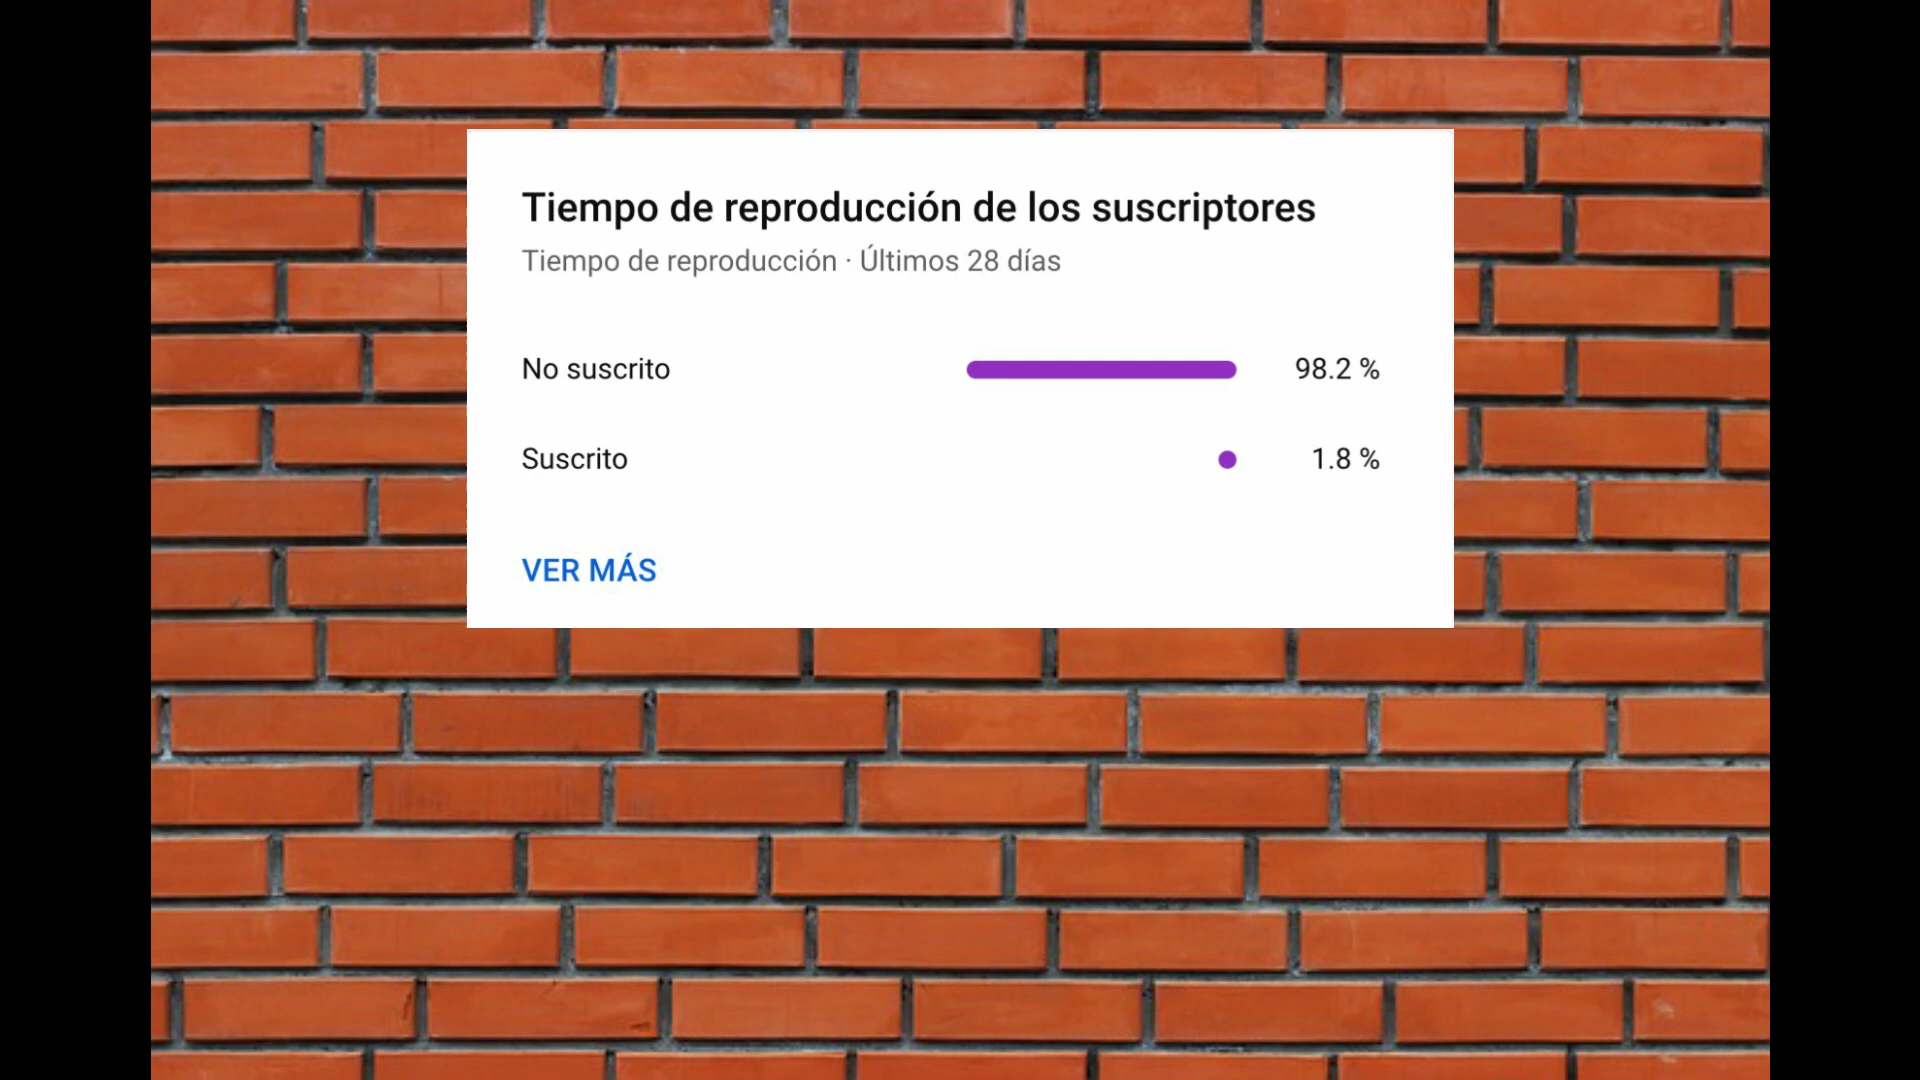 Tiempo de reproducción de los suscriptores
Tiempo de reproducción · Últimos 28 días
No suscrito 98.2 %
Suscrito 1.8 %
VER MÁS